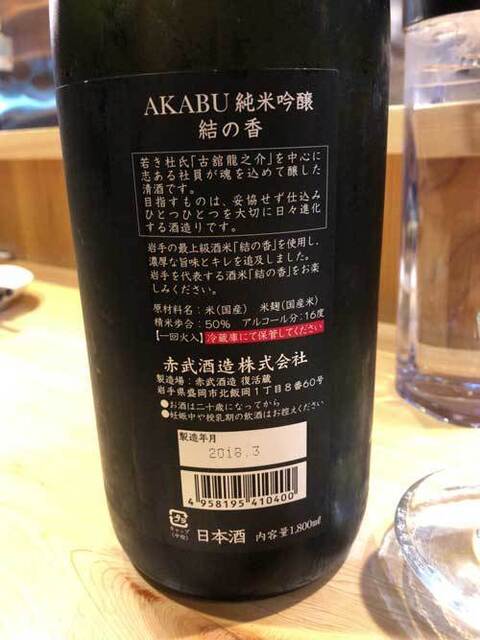 AKABU 純米吟醸
結の香
若き杜氏「古舘龍之介」を中心に
志ある社員が魂を込めて醸した
清酒です。
目指すものは、妥協せず仕込み
ひとつひとつを大切に日々進化
する酒造りです。
岩手の最上級酒米「結の香」を使用し、
濃厚な旨味とキレを追及しました。
岩手を代表する酒米「結の香」をお楽
しみください。
原材料名：米(国産)　米麹(国産米)
精米歩合：50%　アルコール分：16度
【一回火入】冷蔵庫にて保管してください
赤武酒造株式会社
製造場：赤武酒造 復活蔵
岩手県盛岡市北飯岡1丁目8番60号
●お酒は二十歳になってから
●妊娠中や授乳期の飲酒はお控えください
製造年月
2018.3
4 958195 410400
日本酒 内容量1,800ml